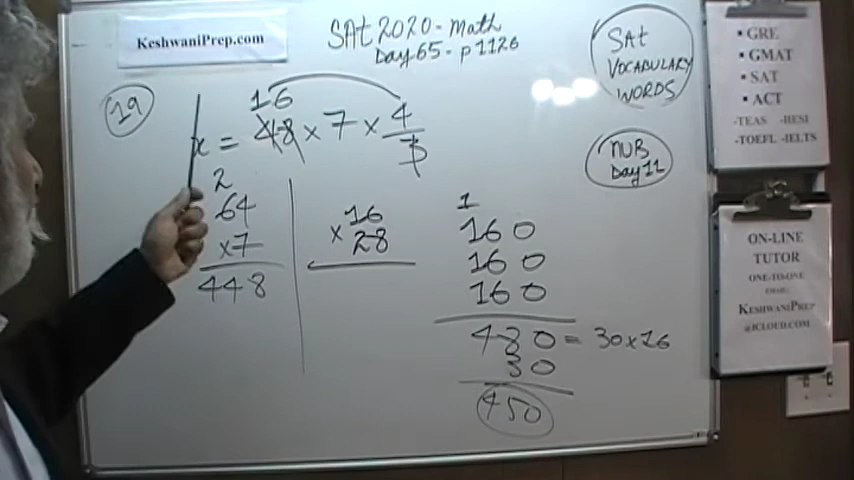 KeshwaniPrep.com
SAt 2020 - Math
Day 65 - p 1126
SAt
VOCABULARY
WORDS
NUB
Day 11
19
16
x = 48 × 7 × 4/3
2
64
×7
448
16
× 28
1
160
160
160
480 = 30×16
30
450
• GRE
• GMAT
• SAT
• ACT
-TEAS -HESI
-TOEFL -IELTS
ON-LINE
TUTOR
ONE-TO-ONE
EMAIL:
KESHWANIPREP
@ICLOUD.COM